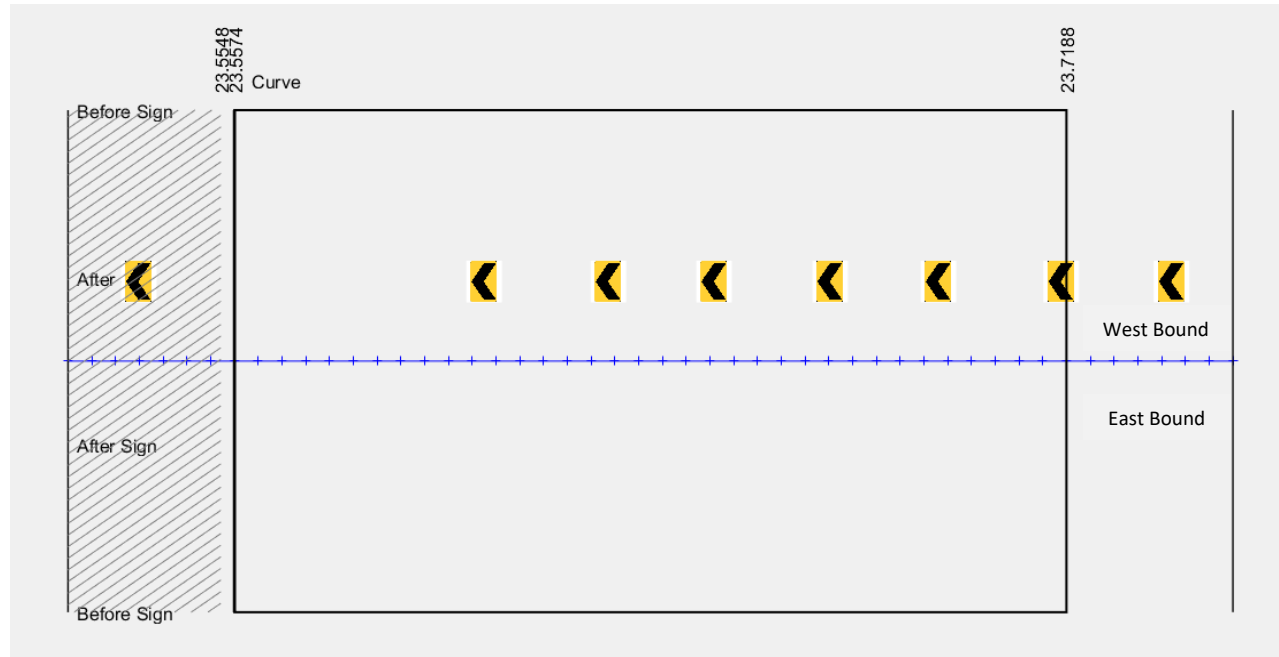 23.5548
23.5574
Curve
23.7188
Before Sign
After
West Bound
East Bound
After Sign
Before Sign